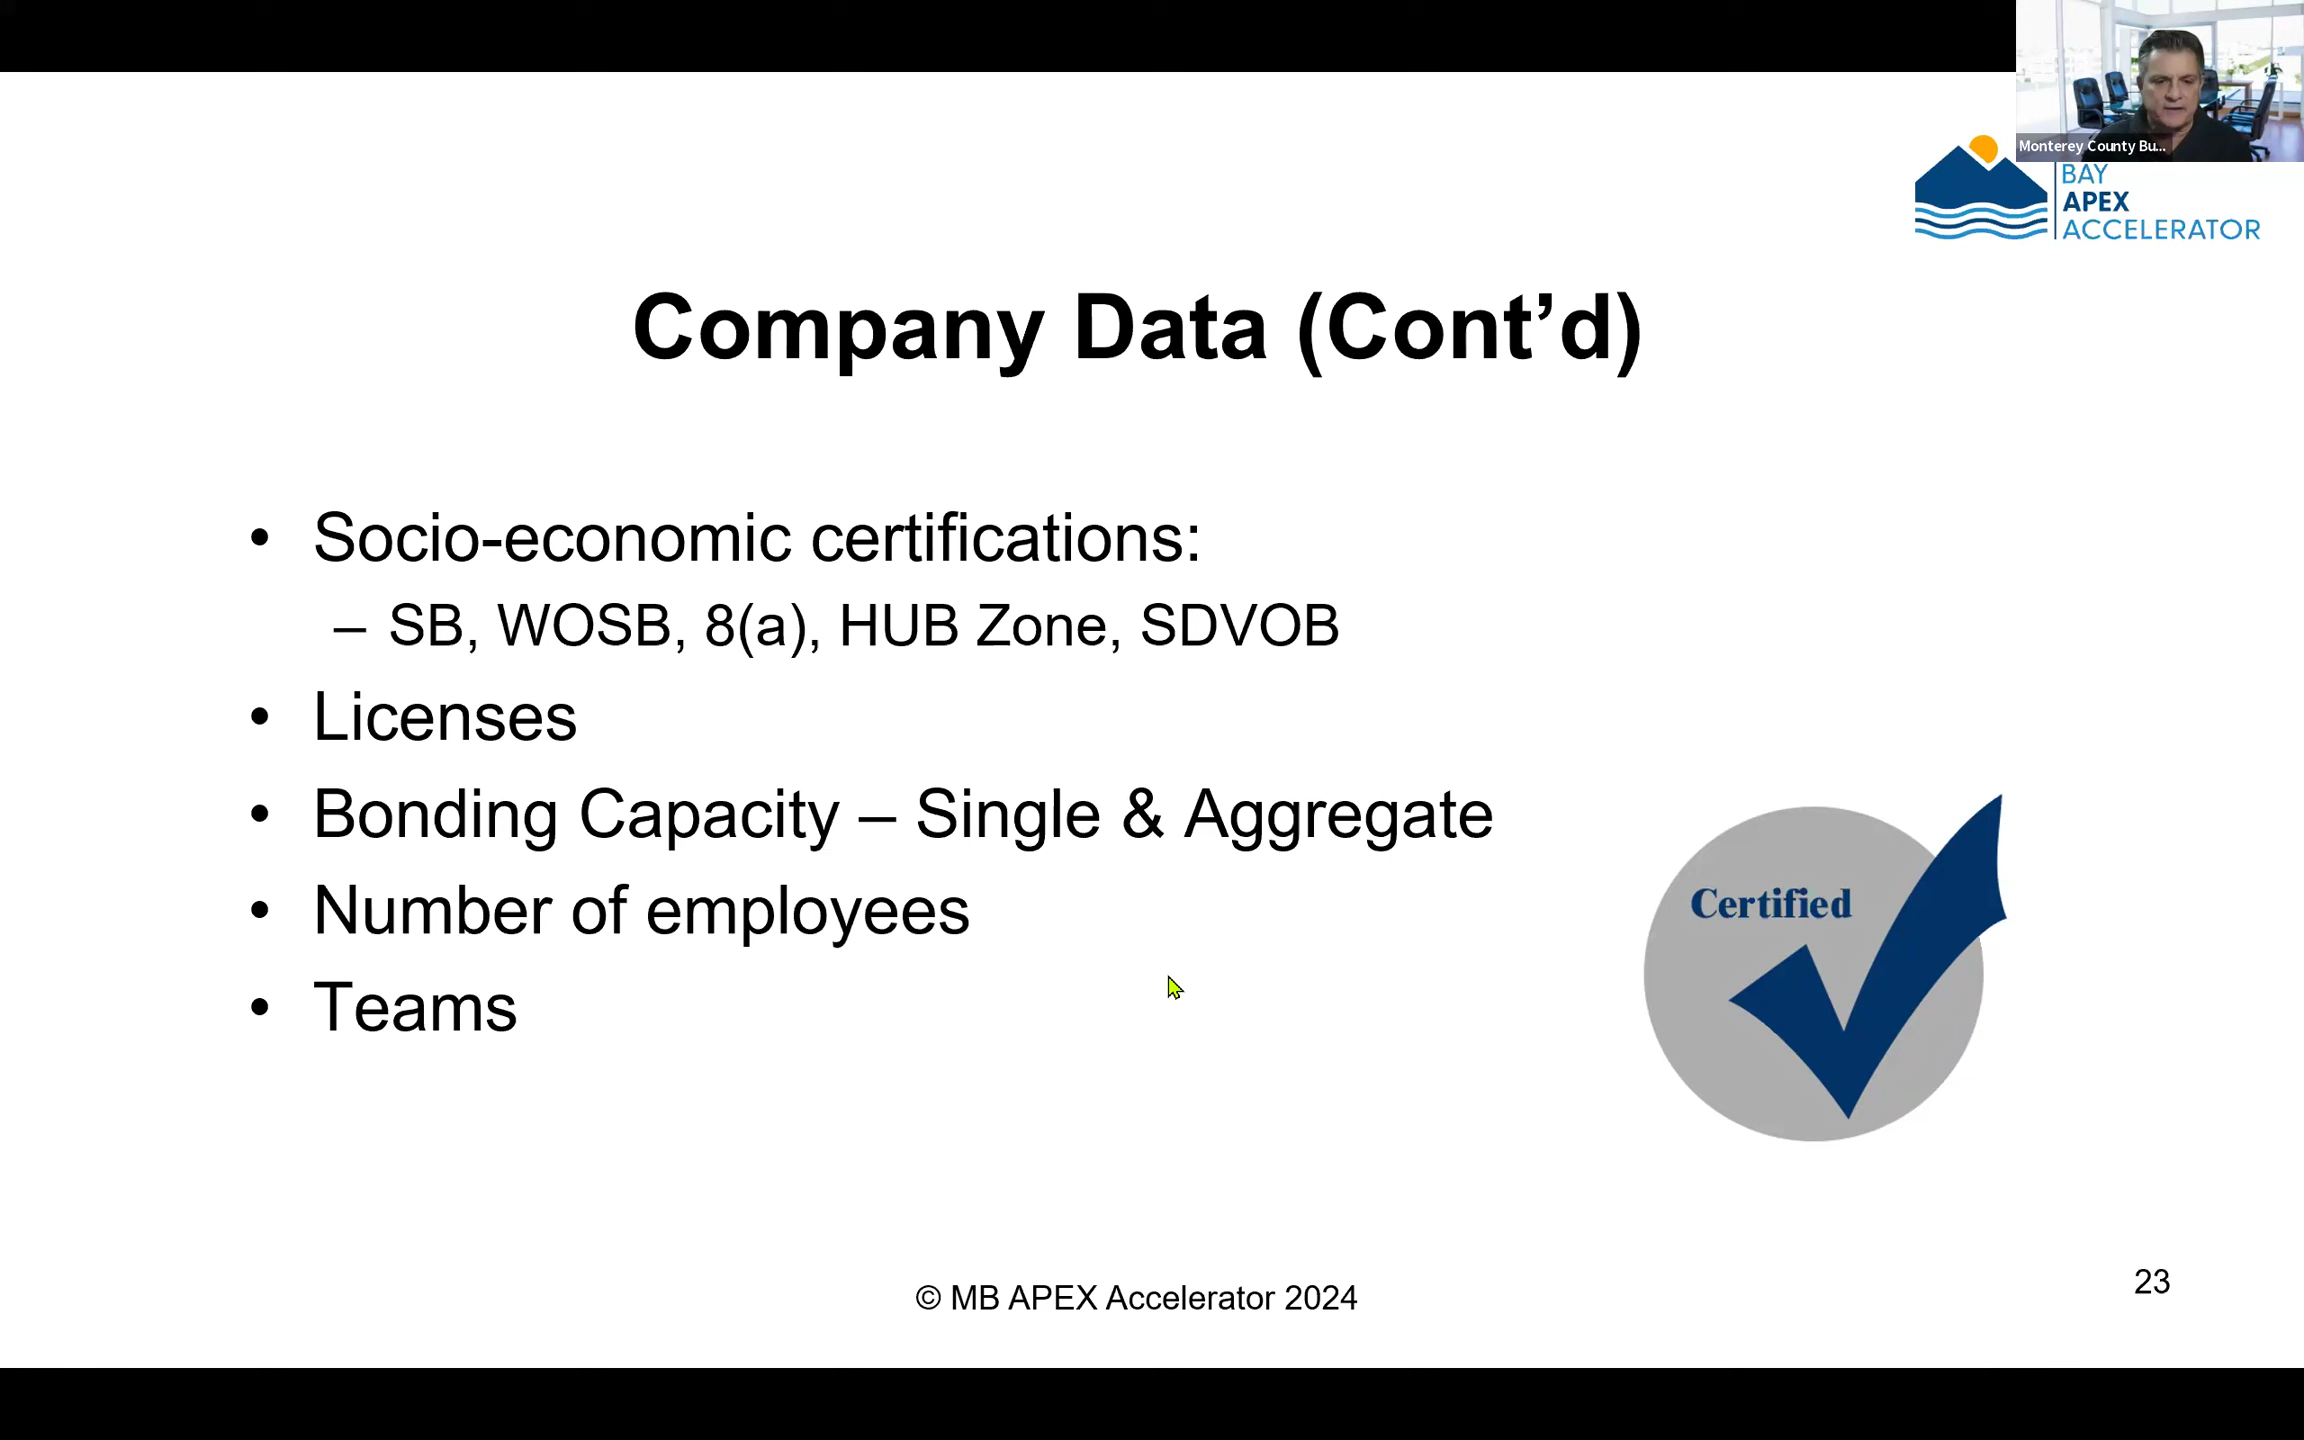 Monterey County Bu...
BAY
APEX
ACCELERATOR
Company Data (Cont’d)
• Socio-economic certifications:
– SB, WOSB, 8(a), HUB Zone, SDVOB
• Licenses
• Bonding Capacity – Single & Aggregate
• Number of employees
• Teams
Certified
© MB APEX Accelerator 2024
23